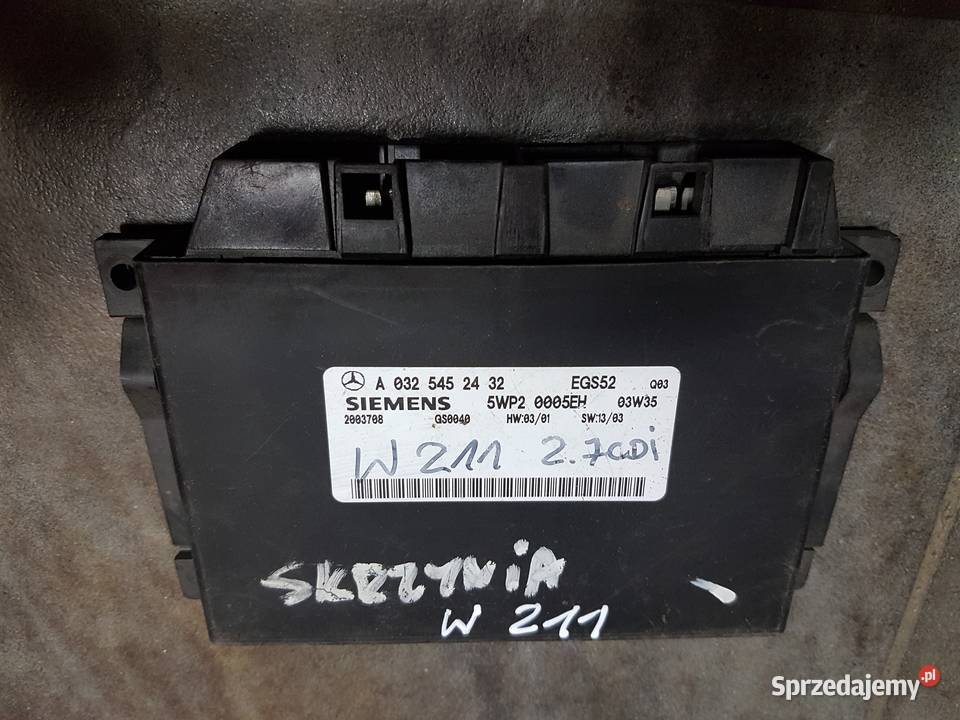 A 032 545 24 32 EGS52 Q03
SIEMENS 5WP2 0005EH 03W35
2003708 GS0040 HW:03/01 SW:13/03
W 211 2.7CDi
SKRZYNiA
W 211
Sprzedajemy.pl